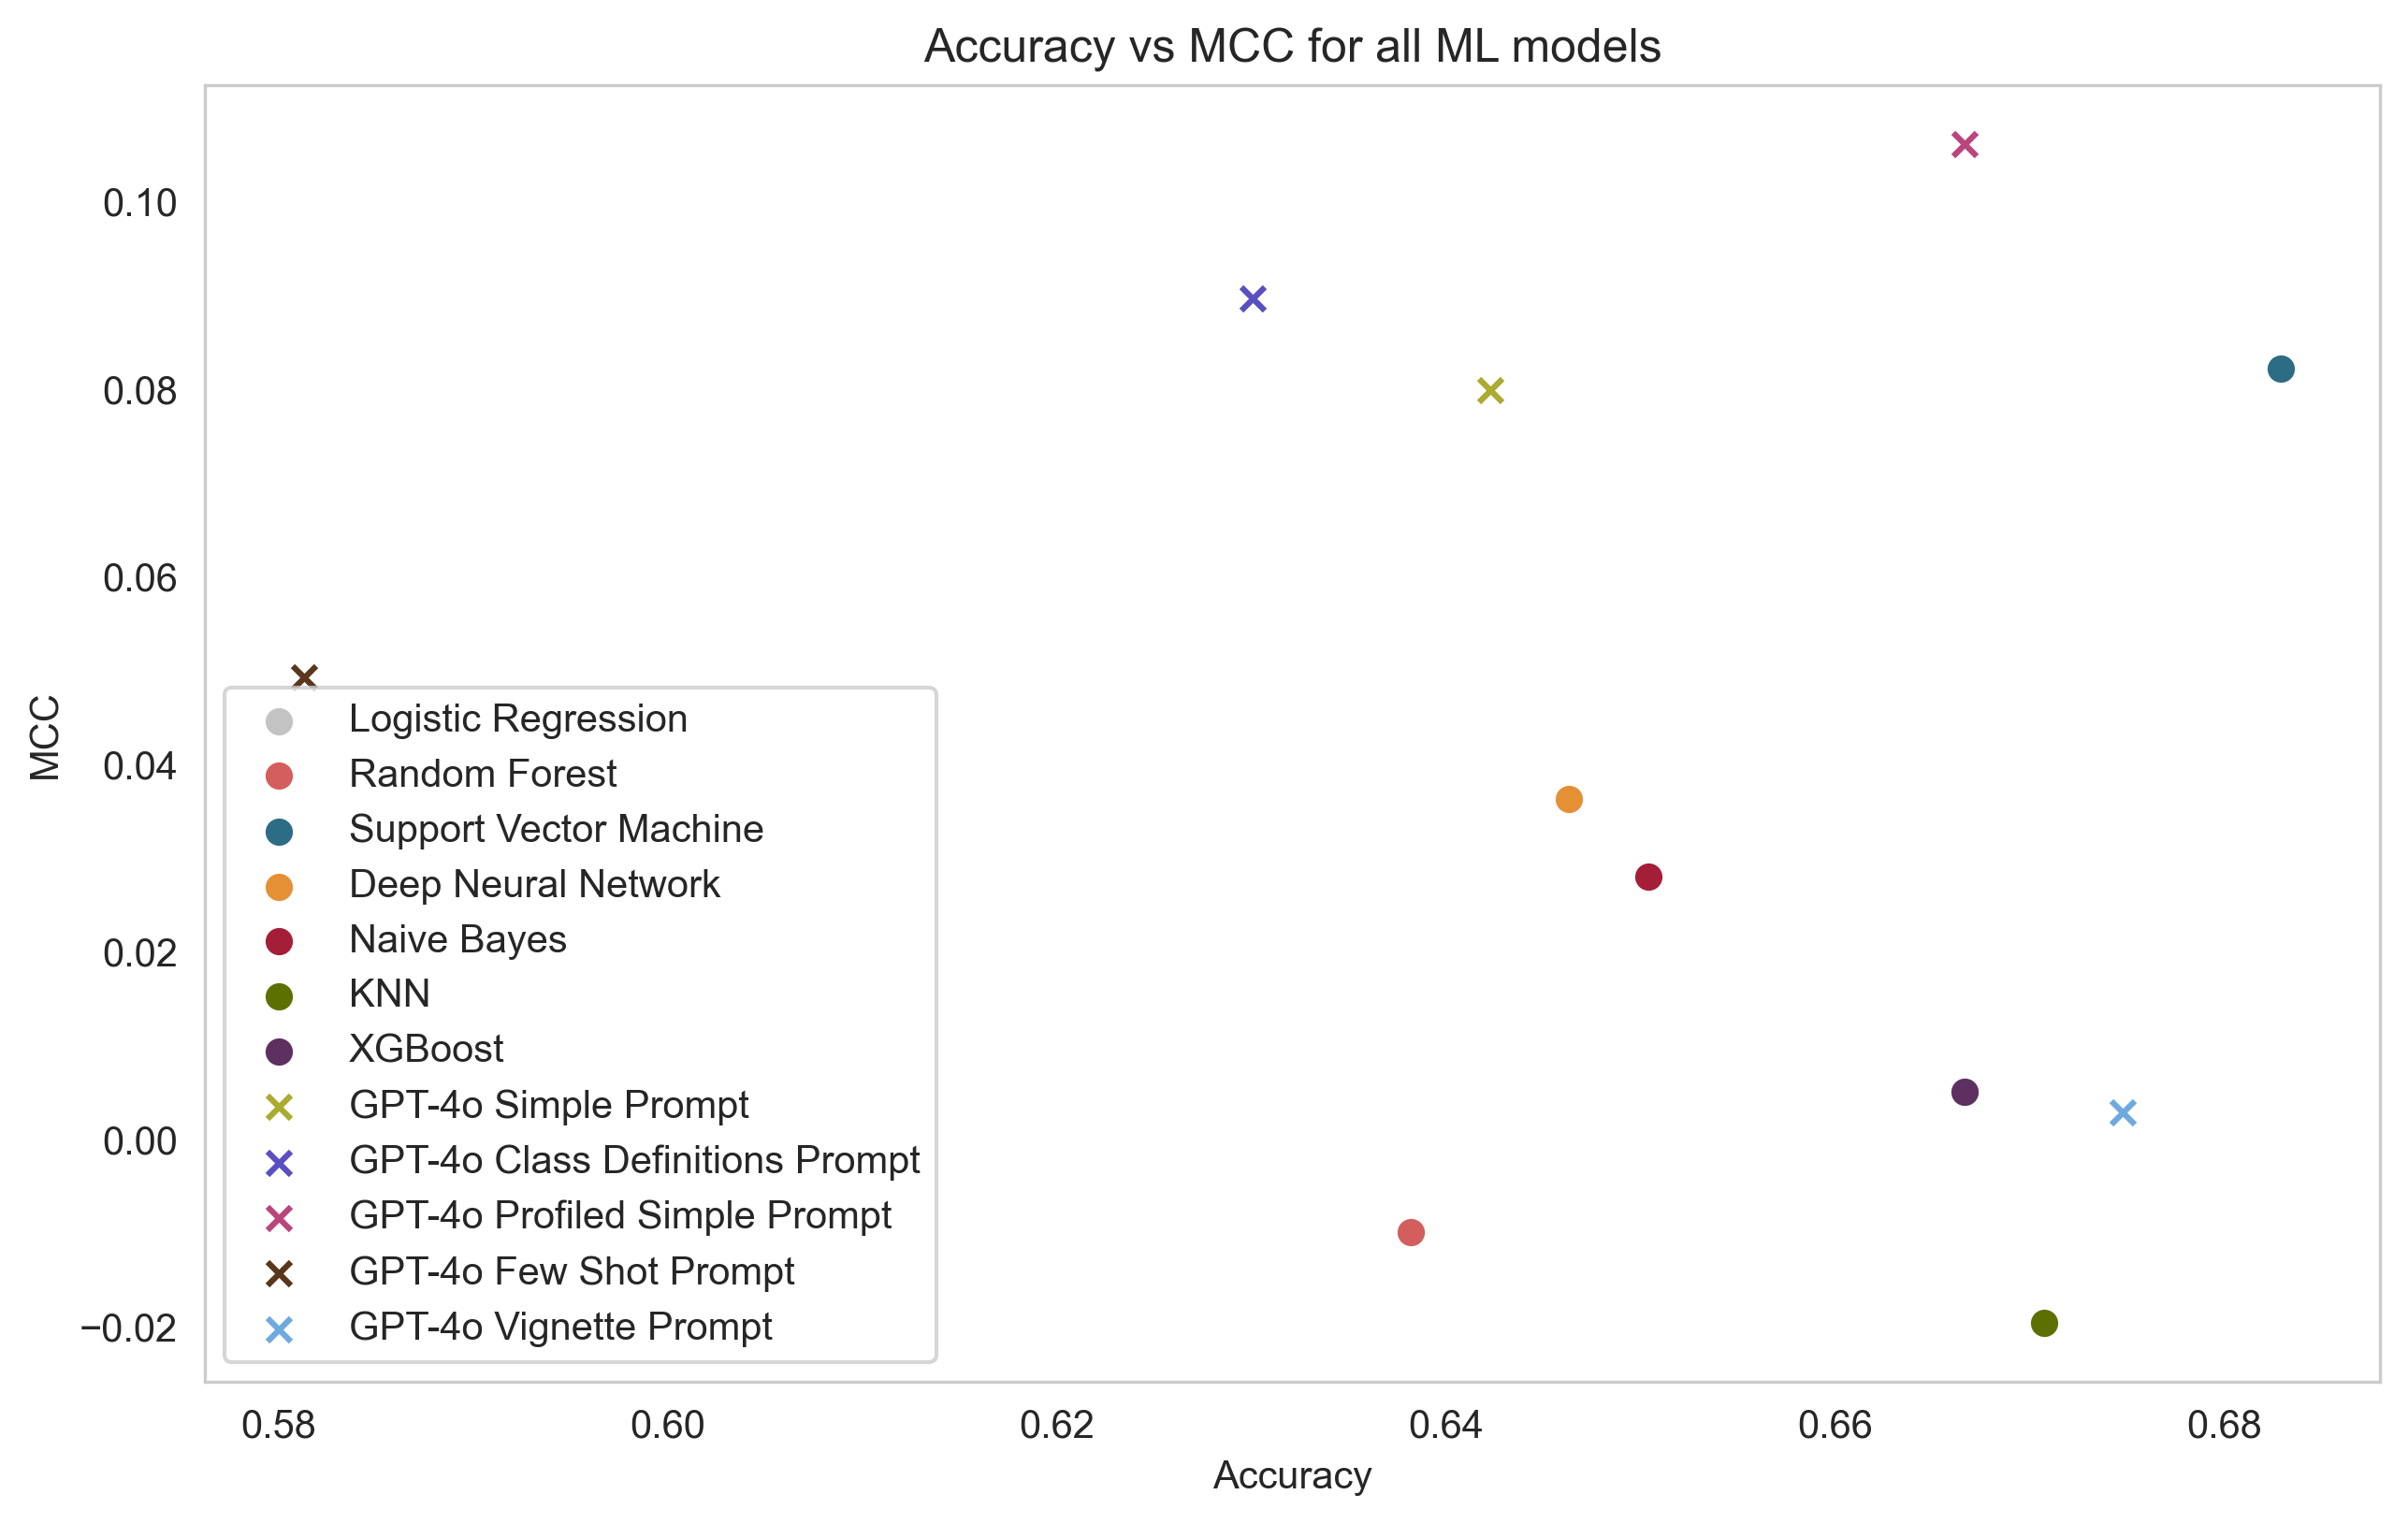 Accuracy vs MCC for all ML models
MCC
0.10
0.08
0.06
0.04
0.02
0.00
−0.02
Logistic Regression
Random Forest
Support Vector Machine
Deep Neural Network
Naive Bayes
KNN
XGBoost
GPT-4o Simple Prompt
GPT-4o Class Definitions Prompt
GPT-4o Profiled Simple Prompt
GPT-4o Few Shot Prompt
GPT-4o Vignette Prompt
0.58 0.60 0.62 0.64 0.66 0.68
Accuracy